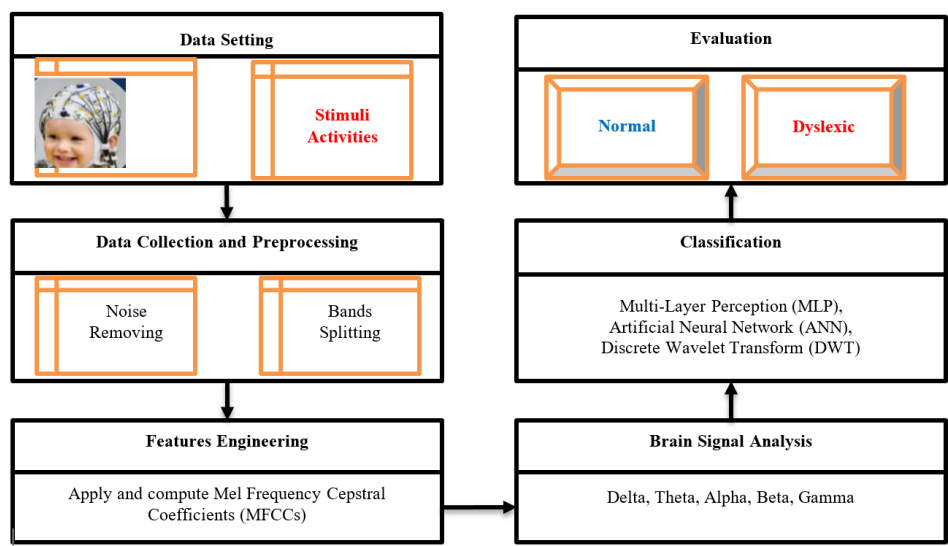 Data Setting
Stimuli
Activities
Data Collection and Preprocessing
Noise
Removing
Bands
Splitting
Features Engineering
Apply and compute Mel Frequency Cepstral
Coefficients (MFCCs)
Brain Signal Analysis
Delta, Theta, Alpha, Beta, Gamma
Classification
Multi-Layer Perception (MLP),
Artificial Neural Network (ANN),
Discrete Wavelet Transform (DWT)
Evaluation
Normal
Dyslexic